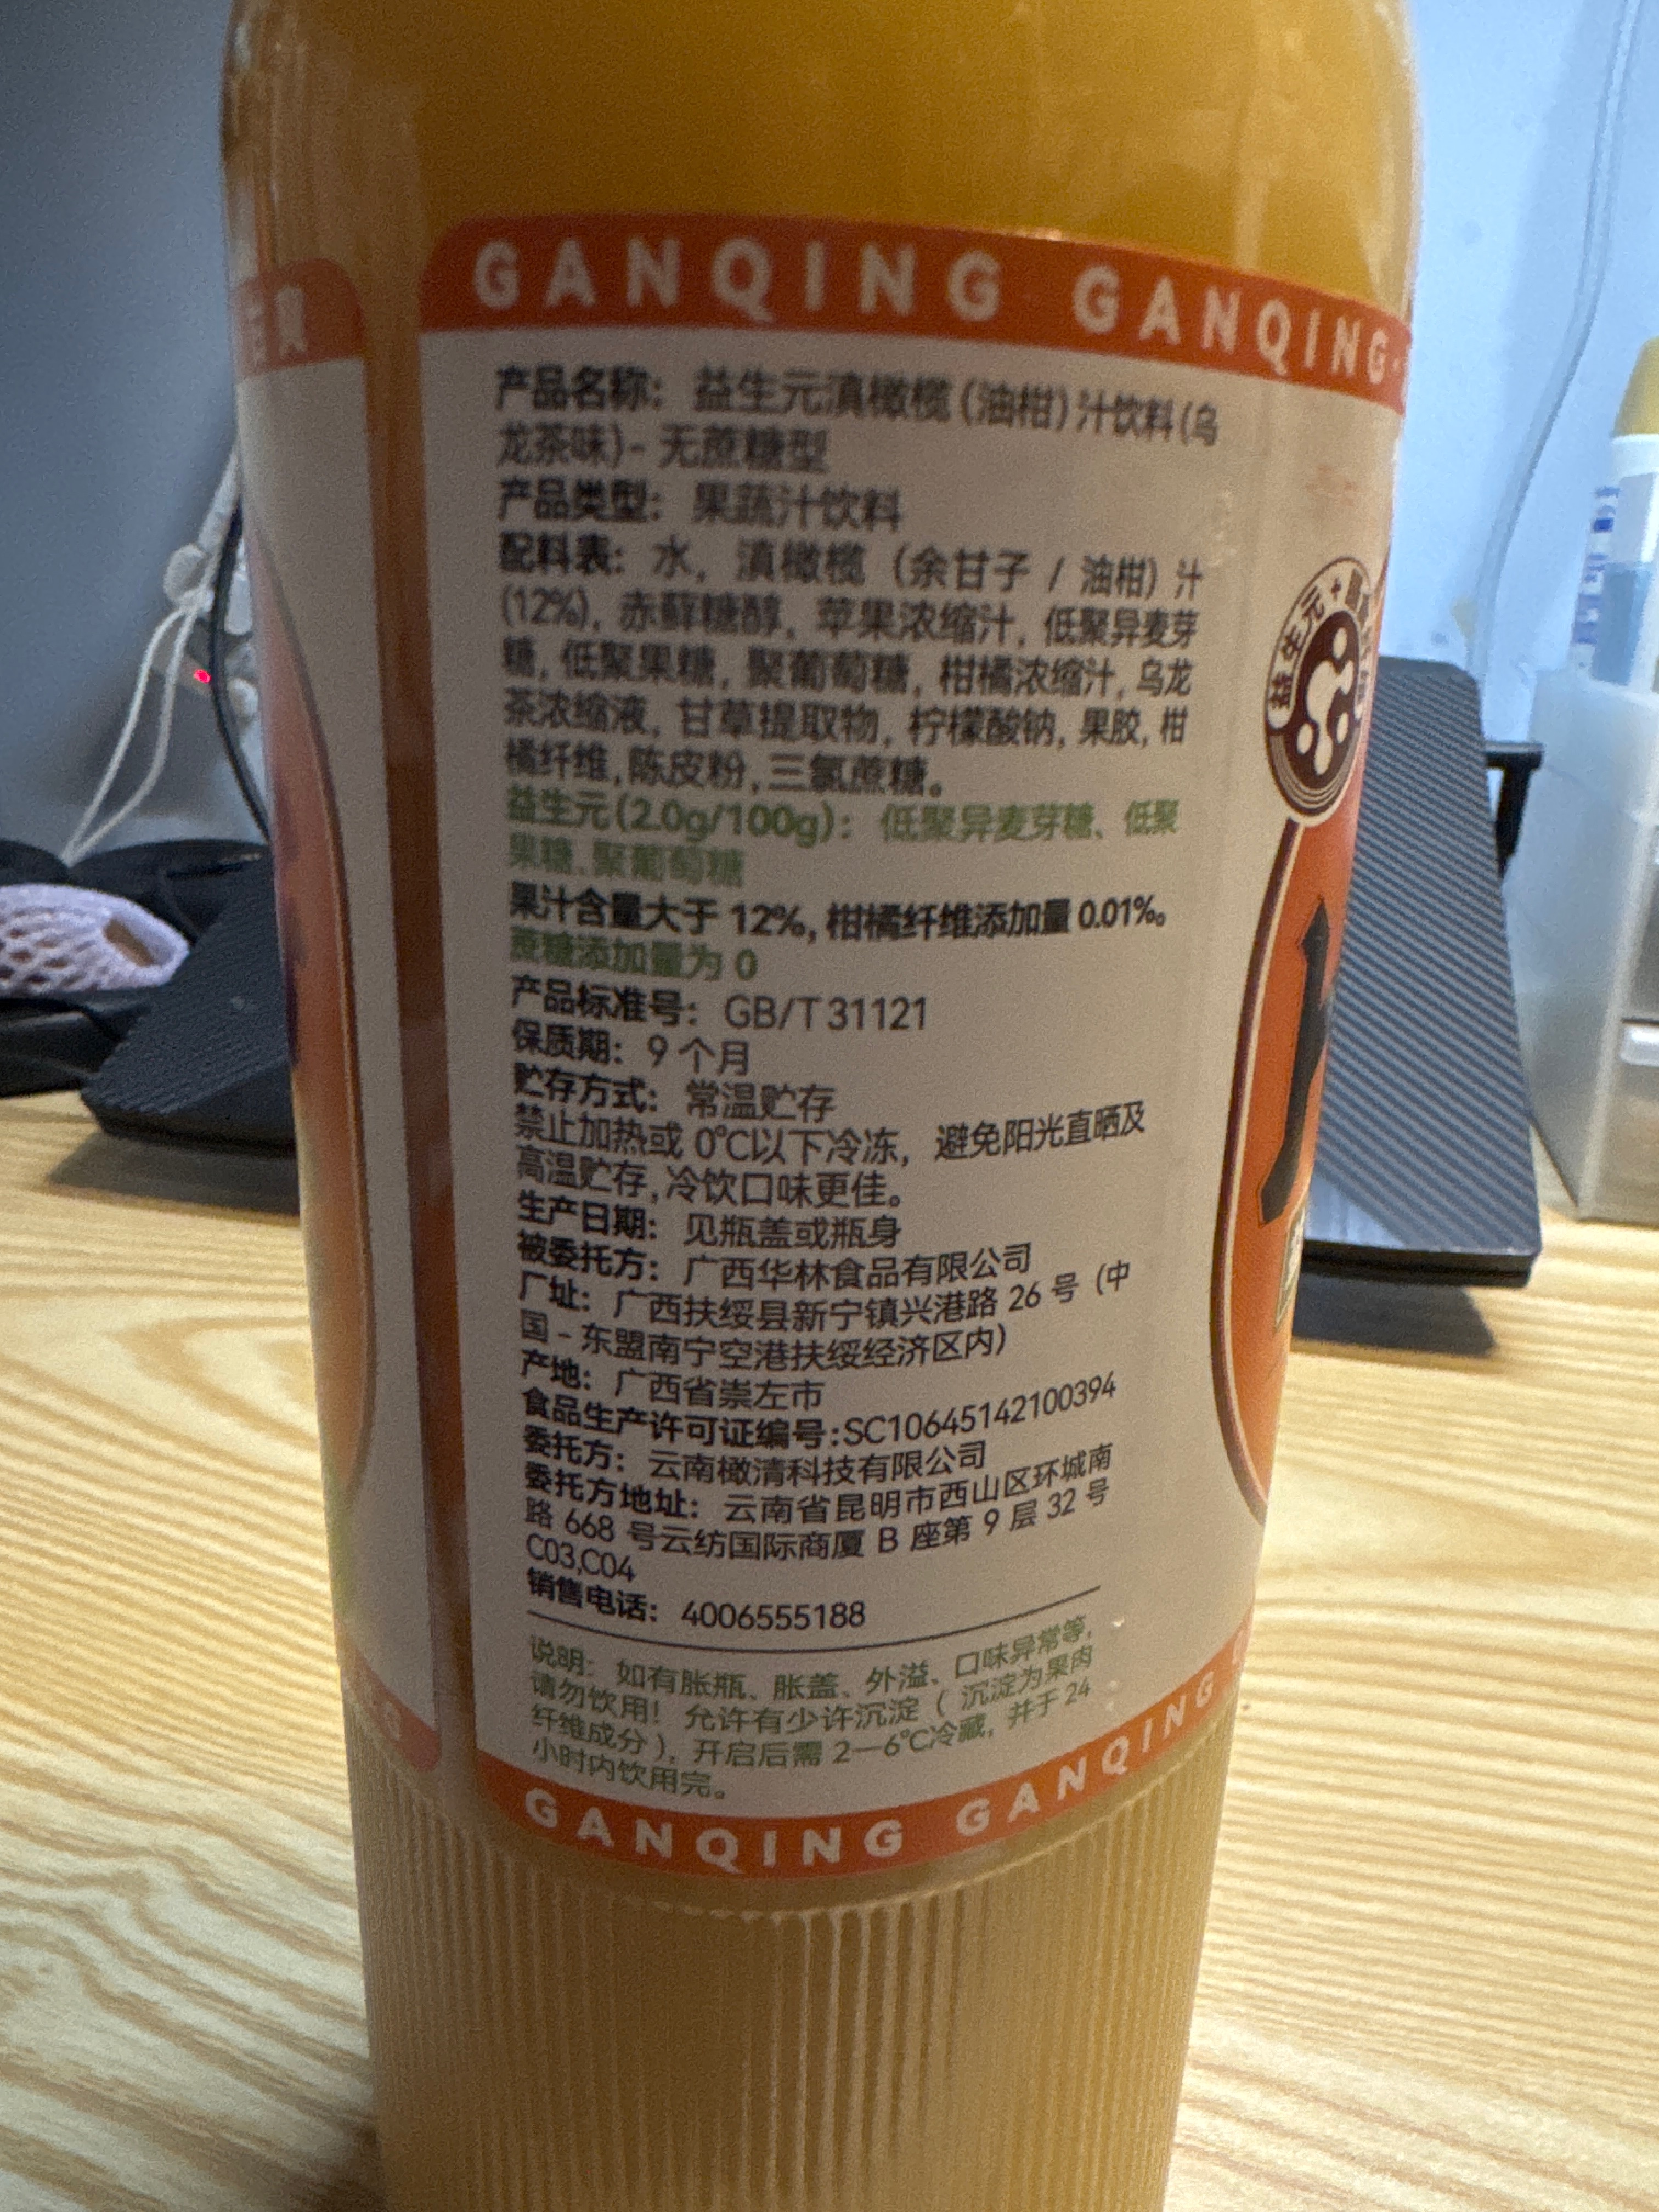 GANQING GANQING
产品名称：益生元滇橄榄（油柑）汁饮料（乌
龙茶味）- 无蔗糖型
产品类型：果蔬汁饮料
配料表：水，滇橄榄（余甘子 / 油柑）汁
(12%)，赤藓糖醇，苹果浓缩汁，低聚异麦芽
糖，低聚果糖，聚葡萄糖，柑橘浓缩汁，乌龙
茶浓缩液，甘草提取物，柠檬酸钠，果胶，柑
橘纤维，陈皮粉，三氯蔗糖。
益生元(2.0g/100g)：低聚异麦芽糖、低聚
果糖、聚葡萄糖
果汁含量大于 12%, 柑橘纤维添加量 0.01%。
蔗糖添加量为 0
产品标准号：GB/T 31121
保质期：9 个月
贮存方式：常温贮存
禁止加热或 0℃以下冷冻，避免阳光直晒及
高温贮存，冷饮口味更佳。
生产日期：见瓶盖或瓶身
被委托方：广西华林食品有限公司
厂址：广西扶绥县新宁镇兴港路 26 号（中
国 - 东盟南宁空港扶绥经济区内）
产地：广西省崇左市
食品生产许可证编号:SC10645142100394
委托方：云南橄清科技有限公司
委托方地址：云南省昆明市西山区环城南
路 668 号云纺国际商厦 B 座第 9 层 32 号
C03,C04
销售电话：4006555188
说明：如有胀瓶、胀盖、外溢、口味异常等，
请勿饮用！允许有少许沉淀（沉淀为果肉
纤维成分），开启后需 2—6℃冷藏，并于 24
小时内饮用完。
GANQING GANQING
益生元+